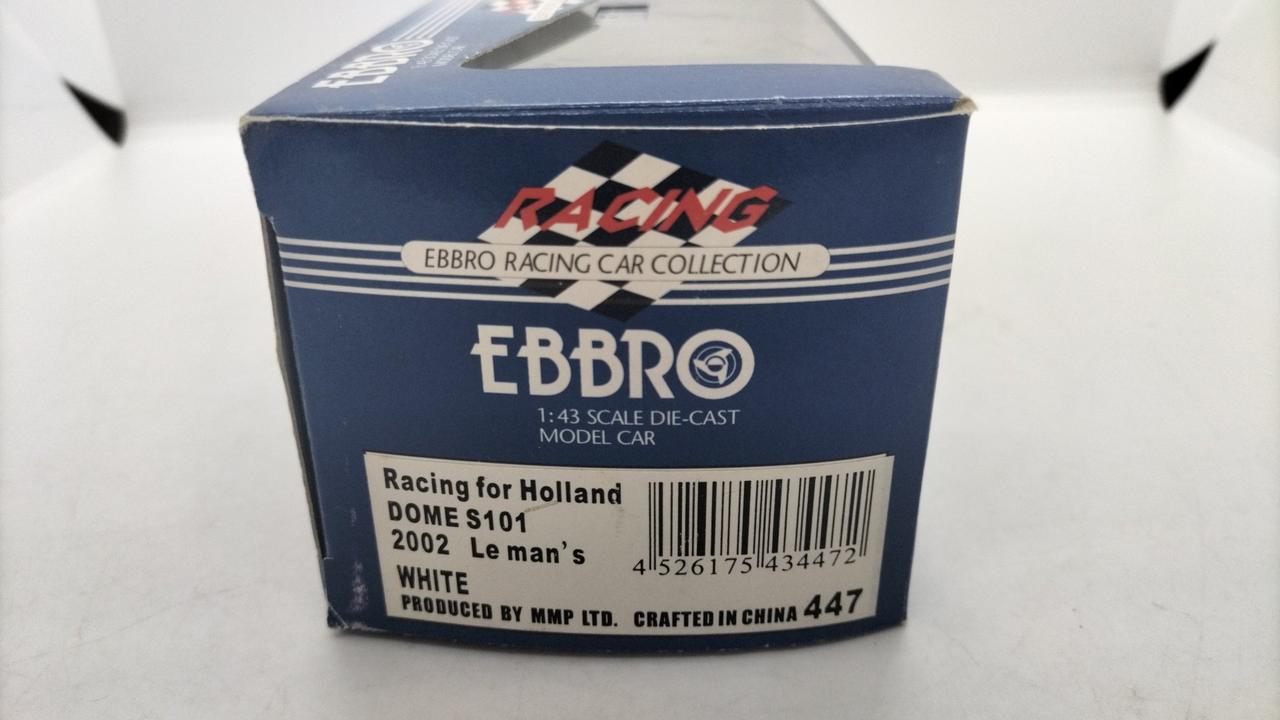 EBBRO
RACING
EBBRO RACING CAR COLLECTION
EBBRO
1:43 SCALE DIE-CAST
MODEL CAR
Racing for Holland
DOME S101
2002 Le man's
WHITE
4 526175 434472
PRODUCED BY MMP LTD. CRAFTED IN CHINA 447